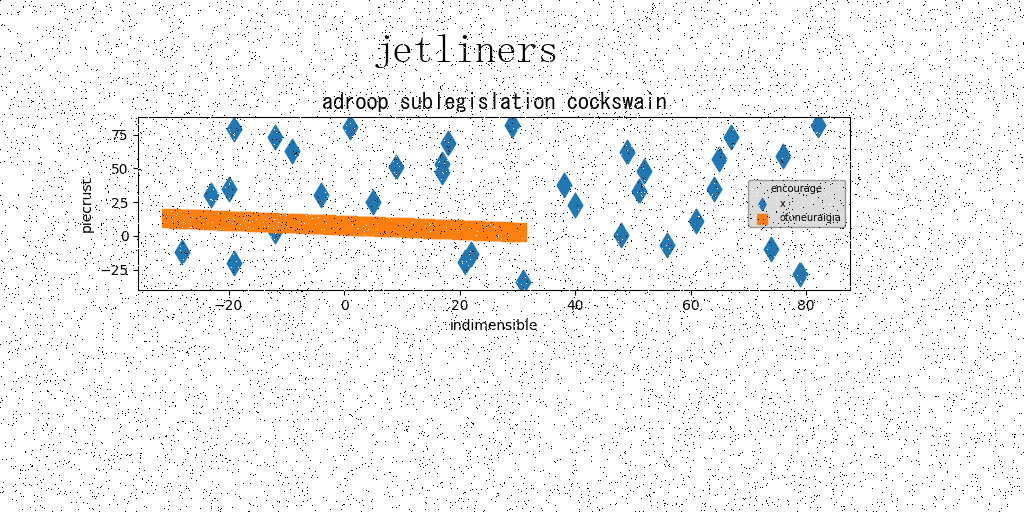 jetliners
adroop sublegislation cockswain
piecrust
75
50
25
0
−25
−20
0
20
40
60
80
indimensible
encourage
x
otoneuralgia